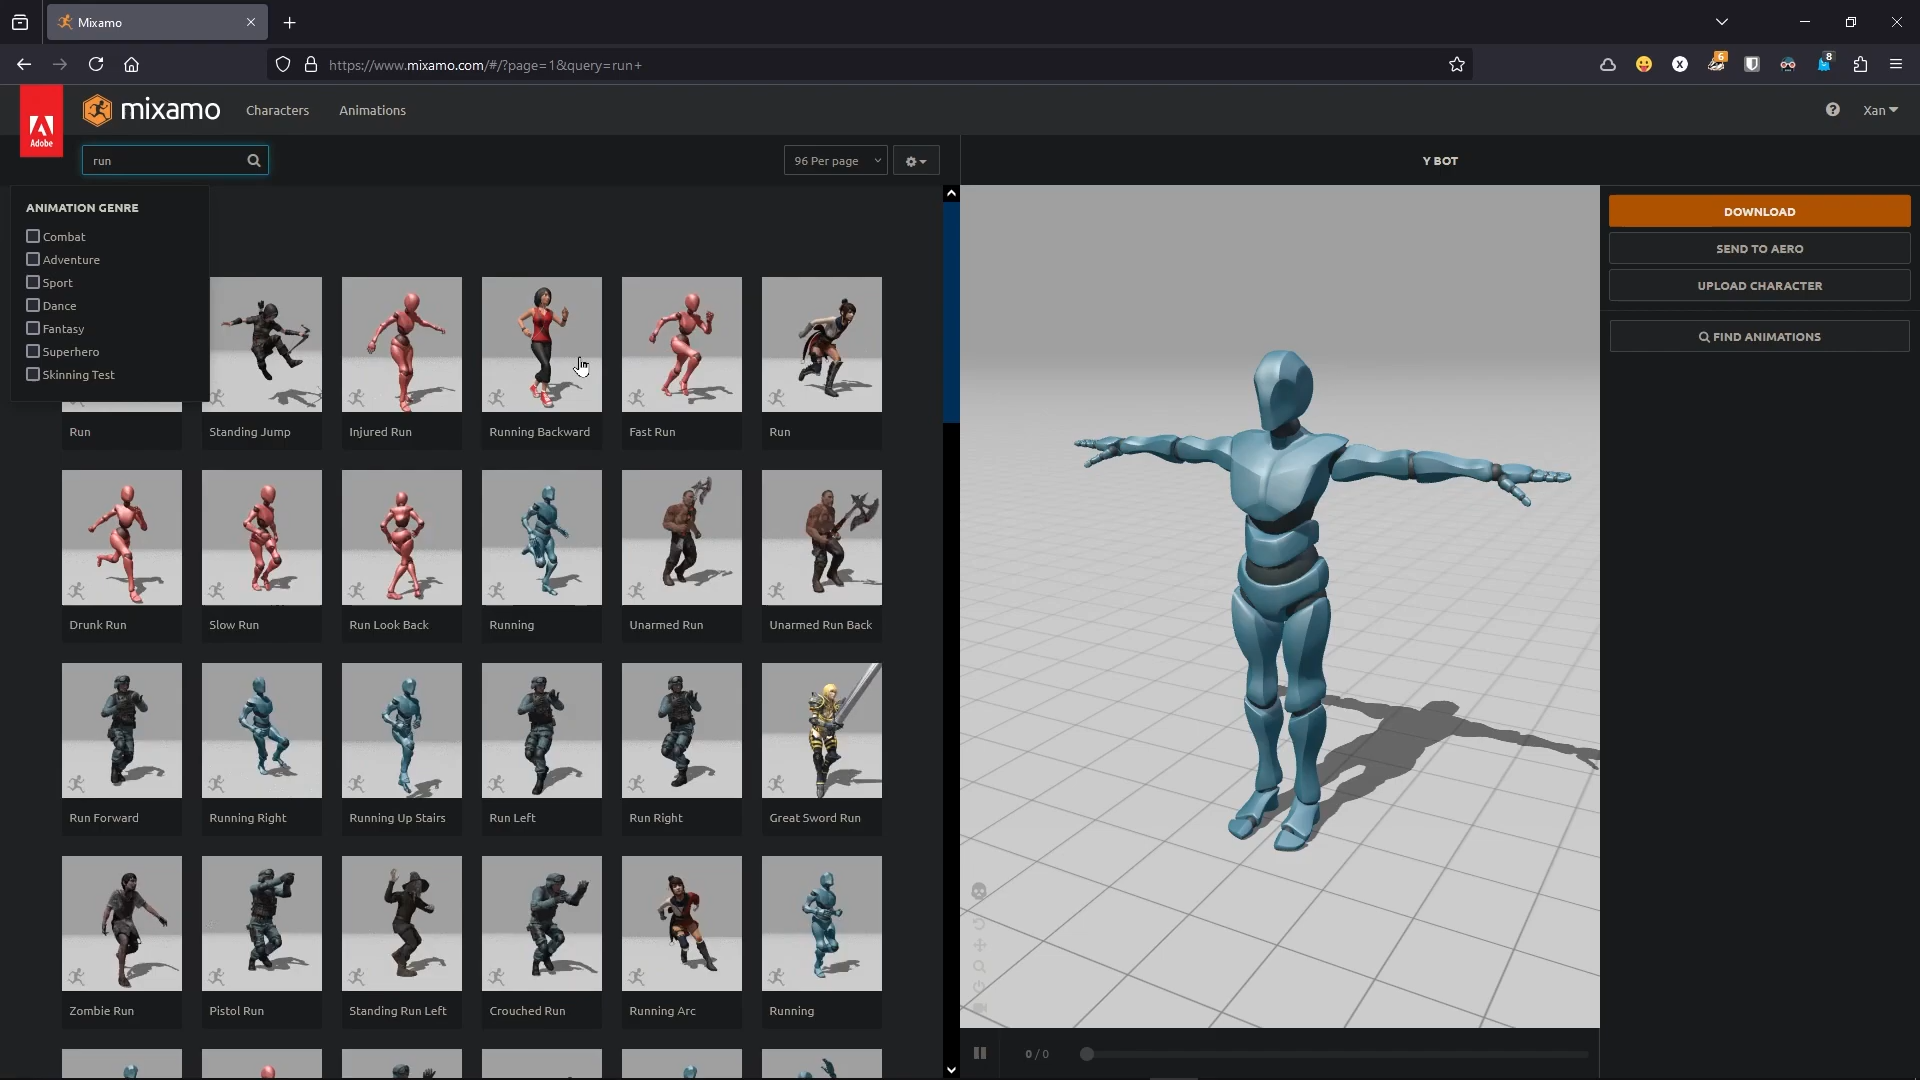 Mixamo
https://www.mixamo.com/#/?page=1&query=run+
6
8
Adobe
mixamo
Characters
Animations
Xan
run
96 Per page
Y BOT
ANIMATION GENRE
Combat
Adventure
Sport
Dance
Fantasy
Superhero
Skinning Test
DOWNLOAD
SEND TO AERO
UPLOAD CHARACTER
FIND ANIMATIONS
Run
Standing Jump
Injured Run
Running Backward
Fast Run
Run
Drunk Run
Slow Run
Run Look Back
Running
Unarmed Run
Unarmed Run Back
Run Forward
Running Right
Running Up Stairs
Run Left
Run Right
Great Sword Run
Zombie Run
Pistol Run
Standing Run Left
Crouched Run
Running Arc
Running
0 / 0